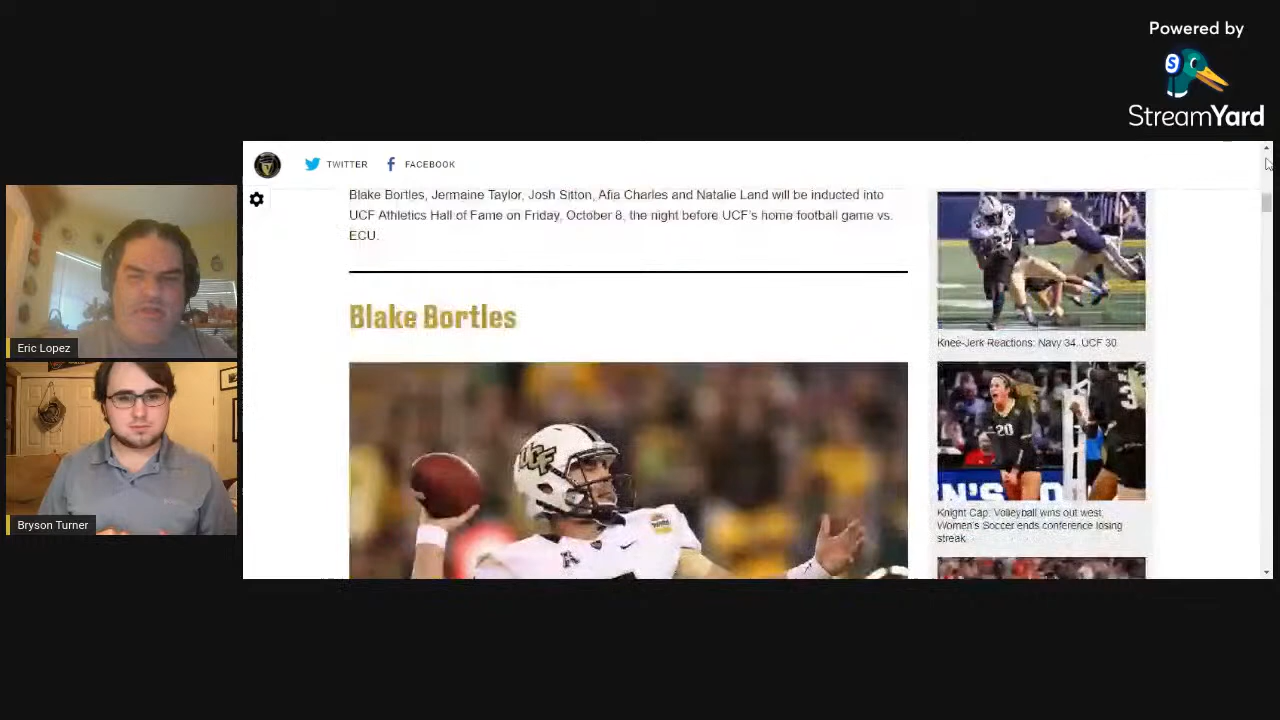 Powered by
StreamYard
TWITTER
FACEBOOK
Blake Bortles, Jermaine Taylor, Josh Sitton, Afia Charles and Natalie Land will be inducted into
UCF Athletics Hall of Fame on Friday, October 8, the night before UCF's home football game vs.
ECU.
Blake Bortles
UCF
Knee-Jerk Reactions: Navy 34, UCF 30
20
3
N'S
Knight Cap: Volleyball wins out west,
Women's Soccer ends conference losing
streak
Eric Lopez
Bryson Turner